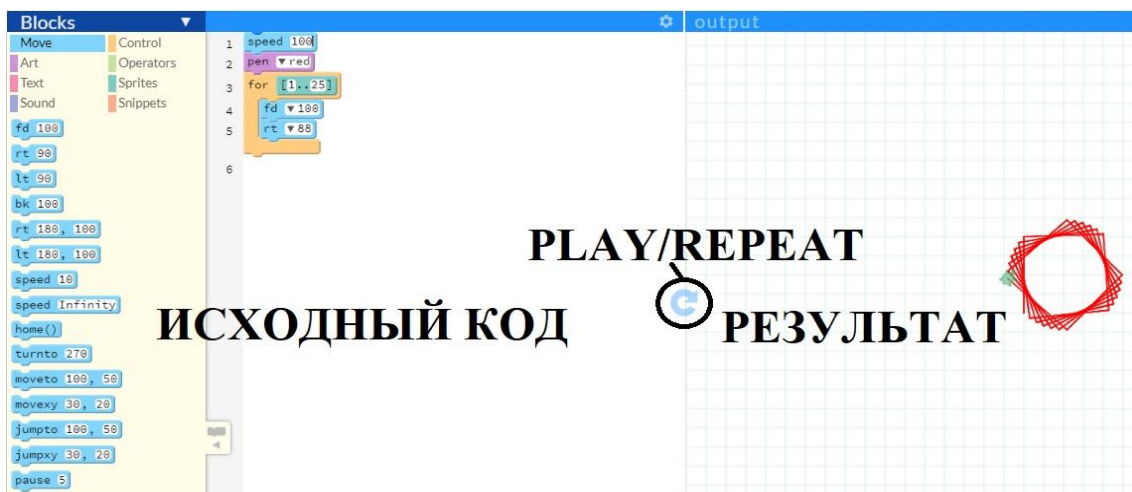 Blocks ▼
output
Move Control
Art Operators
Text Sprites
Sound Snippets
fd 100
rt 90
lt 90
bk 100
rt 180, 100
lt 180, 100
speed 10
speed Infinity
home()
turnto 270
moveto 100, 50
movexy 30, 20
jumpto 100, 50
jumpxy 30, 20
pause 5
1 speed 100
2 pen ▼ red
3 for [1..25]
4 fd ▼ 100
5 rt ▼ 88
6
PLAY/REPEAT
ИСХОДНЫЙ КОД
РЕЗУЛЬТАТ